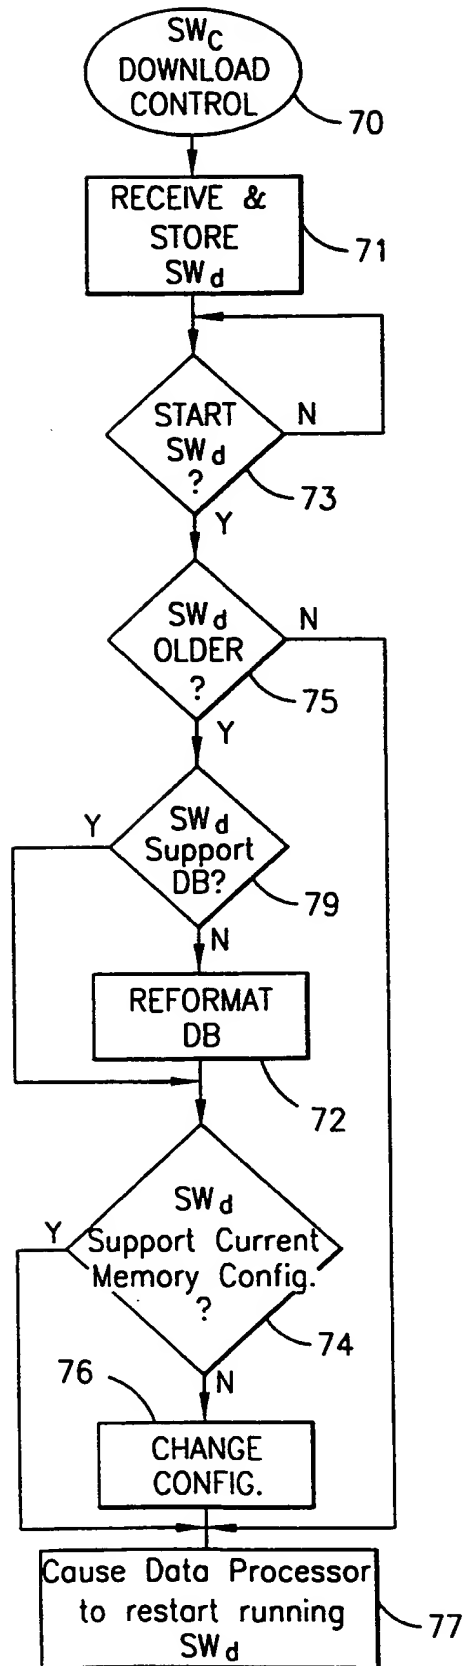 SWC
DOWNLOAD
CONTROL
70
RECEIVE &
STORE
SWd
71
START
SWd
?
N
73
Y
SWd
OLDER
?
N
75
Y
SWd
Support
DB?
Y
79
N
REFORMAT
DB
72
SWd
Support Current
Memory Config.
?
Y
74
N
76
CHANGE
CONFIG.
Cause Data Processor
to restart running
SWd
77